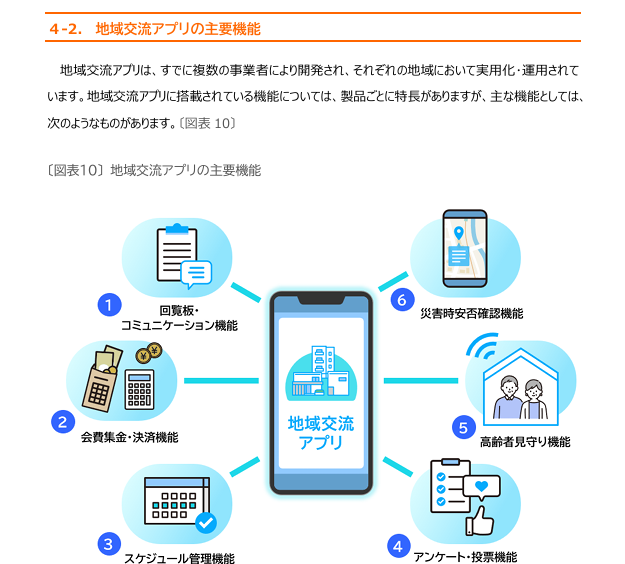 ４-2.　地域交流アプリの主要機能
地域交流アプリは、すでに複数の事業者により開発され、それぞれの地域において実用化・運用されて
います。地域交流アプリに搭載されている機能については、製品ごとに特長がありますが、主な機能としては、
次のようなものがあります。〔図表 10〕
〔図表10〕 地域交流アプリの主要機能
1
回覧板・
コミュニケーション機能
2
会費集金・決済機能
3
スケジュール管理機能
地域交流
アプリ
6
災害時安否確認機能
5
高齢者見守り機能
4
アンケート・投票機能